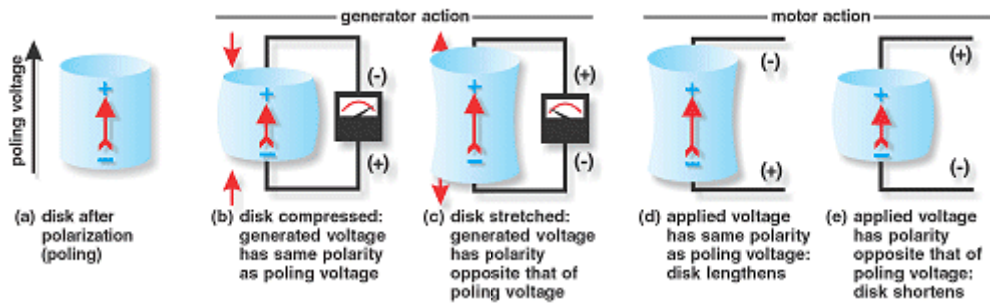 generator action
motor action
poling voltage
+
−
+
−
(-)
(+)
+
−
(+)
(-)
+
−
(-)
(+)
+
−
(+)
(-)
(a) disk after
polarization
(poling)
(b) disk compressed:
generated voltage
has same polarity
as poling voltage
(c) disk stretched:
generated voltage
has polarity
opposite that of
poling voltage
(d) applied voltage
has same polarity
as poling voltage:
disk lengthens
(e) applied voltage
has polarity
opposite that of
poling voltage:
disk shortens